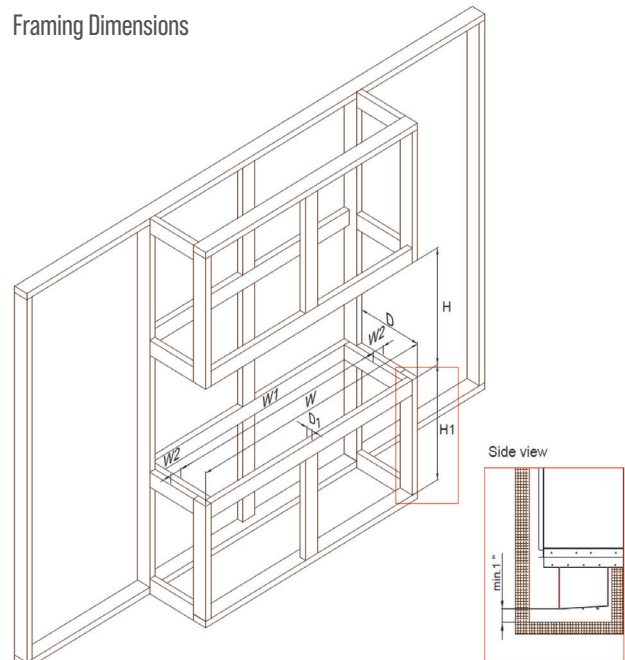 Framing Dimensions
H
D
W2
W1
W
D1
H1
W2
Side view
min.1 "